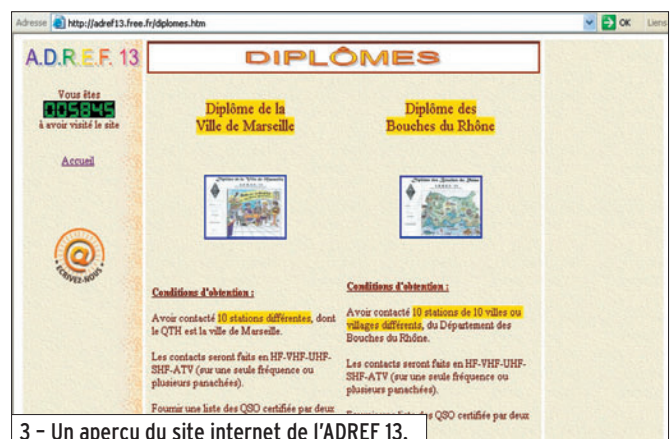 Adresse http://adref13.free.fr/diplomes.htm OK Liens
A.D.R.E.F. 13
DIPLÔMES
Vous êtes
005845
à avoir visité le site
Accueil
ECRIVEZ-NOUS
Diplôme de la
Ville de Marseille
Conditions d'obtention :
Avoir contacté 10 stations différentes, dont
le QTH est la ville de Marseille.
Les contacts seront faits en HF-VHF-UHF-
SHF-ATV (sur une seule fréquence ou
plusieurs panachées).
Fournir une liste des QSO certifiée par deux
Diplôme des
Bouches du Rhône
Conditions d'obtention :
Avoir contacté 10 stations de 10 villes ou
villages différents, du Département des
Bouches du Rhône.
Les contacts seront faits en HF-VHF-UHF-
SHF-ATV (sur une seule fréquence ou
plusieurs panachées).
QSO certifiée par deux
3 – Un aperçu du site internet de l'ADREF 13.